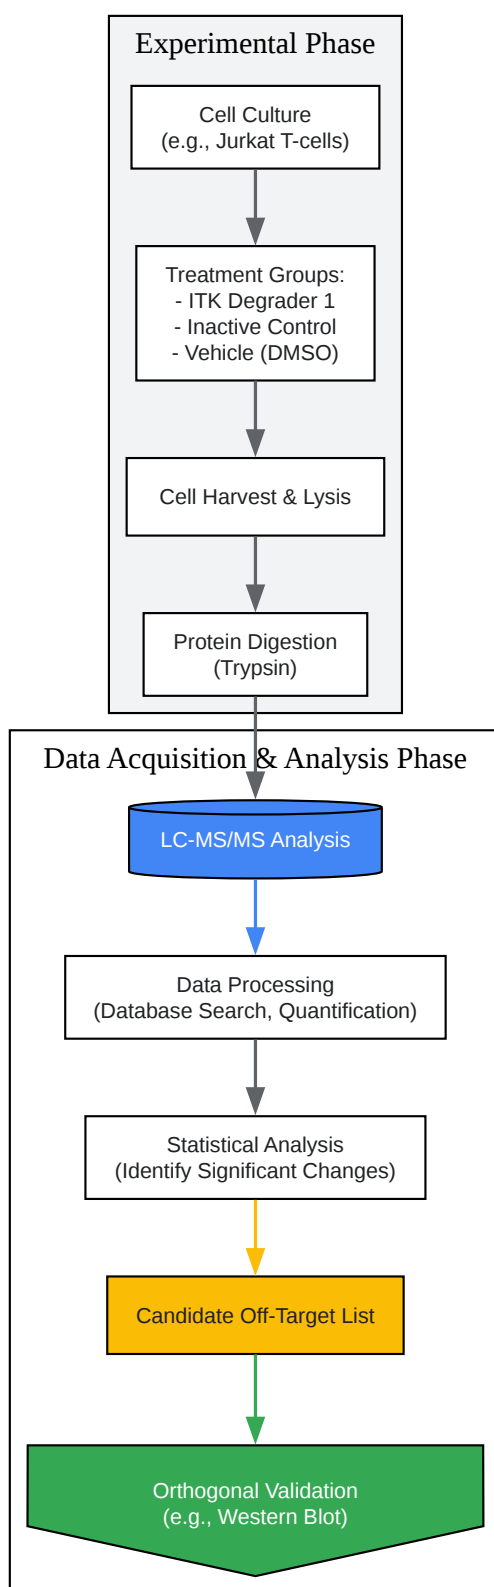 Experimental Phase
Cell Culture
(e.g., Jurkat T-cells)
Treatment Groups:
- ITK Degrader 1
- Inactive Control
- Vehicle (DMSO)
Cell Harvest & Lysis
Protein Digestion
(Trypsin)
Data Acquisition & Analysis Phase
LC-MS/MS Analysis
Data Processing
(Database Search, Quantification)
Statistical Analysis
(Identify Significant Changes)
Candidate Off-Target List
Orthogonal Validation
(e.g., Western Blot)